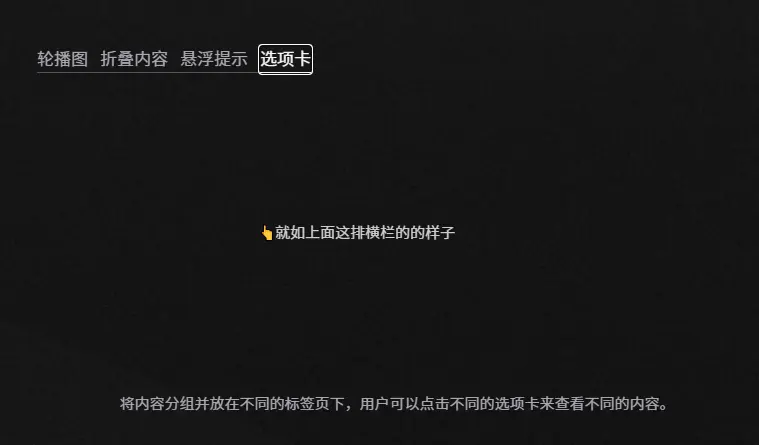 轮播图 折叠内容 悬浮提示 选项卡
👆就如上面这排横栏的的样子
将内容分组并放在不同的标签页下，用户可以点击不同的选项卡来查看不同的内容。